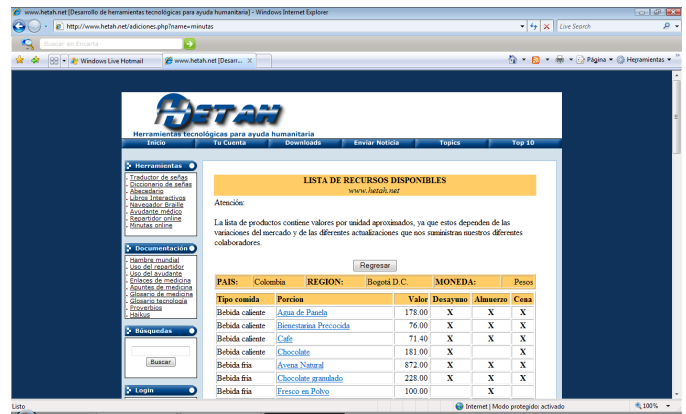 www.hetah.net [Desarrollo de herramientas tecnológicas para ayuda humanitaria] - Windows Internet Explorer
http://www.hetah.net/adiciones.php?name=minutas
Live Search
Buscar en Encarta
Windows Live Hotmail
www.hetah.net [Desarr...
Página
Herramientas
HETAH
Herramientas tecnológicas para ayuda humanitaria
Inicio Tu Cuenta Downloads Enviar Noticia Topics Top 10
Herramientas
Traductor de señas
Diccionario de señas
Abecedario
Libros Interactivos
Navegador Braille
Ayudante médico
Repartidor online
Minutas online
Documentación
Hambre mundial
Uso del repartidor
Uso del ayudante
Enlaces de medicina
Apuntes de medicina
Glosario de medicina
Glosario tecnología
Proverbios
Haikus
Búsquedas
Buscar
Login
LISTA DE RECURSOS DISPONIBLES
www.hetah.net
Atención:
La lista de productos contiene valores por unidad aproximados, ya que estos dependen de las
variaciones del mercado y de las diferentes actualizaciones que nos suministran nuestros diferentes
colaboradores.
Regresar
PAIS: Colombia REGION: Bogotá D.C. MONEDA: Pesos
Tipo comida Porcion Valor Desayuno Almuerzo Cena
Bebida caliente Agua de Panela 178.00 X X X
Bebida caliente Bienestarina Precocida 76.00 X X X
Bebida caliente Cafe 71.40 X X X
Bebida caliente Chocolate 181.00 X X
Bebida fria Avena Natural 872.00 X X X
Bebida fria Chocolate granulado 228.00 X X X
Bebida fria Fresco en Polvo 100.00 X
Listo
Internet | Modo protegido: activado
100%